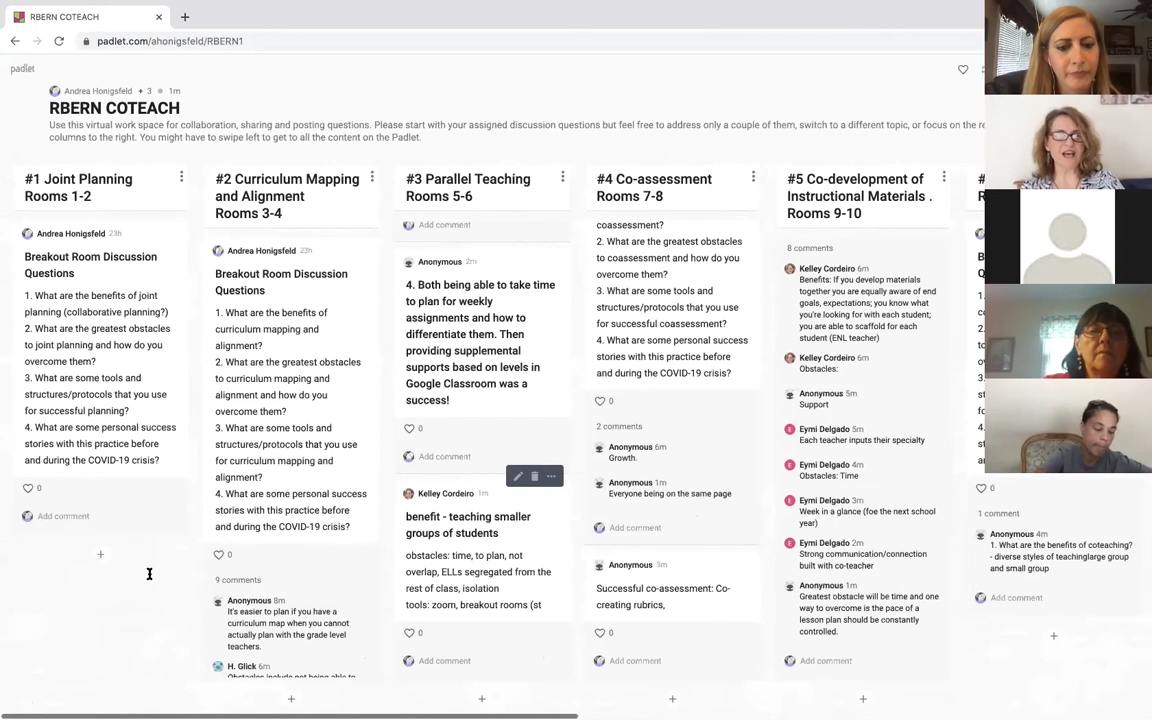 RBERN COTEACH
padlet.com/ahonigsfeld/RBERN1
padlet
Andrea Honigsfeld + 3 1m
RBERN COTEACH
Use this virtual work space for collaboration, sharing and posting questions. Please start with your assigned discussion questions but feel free to address only a couple of them, switch to a different topic, or focus on the re
columns to the right. You might have to swipe left to get to all the content on the Padlet.
#1 Joint Planning
Rooms 1-2
Andrea Honigsfeld 23h
Breakout Room Discussion
Questions
1. What are the benefits of joint
planning (collaborative planning?)
2. What are the greatest obstacles
to joint planning and how do you
overcome them?
3. What are some tools and
structures/protocols that you use
for successful planning?
4. What are some personal success
stories with this practice before
and during the COVID-19 crisis?
0
Add comment
#2 Curriculum Mapping
and Alignment
Rooms 3-4
Andrea Honigsfeld 23h
Breakout Room Discussion
Questions
1. What are the benefits of
curriculum mapping and
alignment?
2. What are the greatest obstacles
to curriculum mapping and
alignment and how do you
overcome them?
3. What are some tools and
structures/protocols that you use
for curriculum mapping and
alignment?
4. What are some personal success
stories with this practice before
and during the COVID-19 crisis?
0
9 comments
Anonymous 8m
It's easier to plan if you have a
curriculum map when you cannot
actually plan with the grade level
teachers.
H. Glick 6m
Obstacles include not being able to
#3 Parallel Teaching
Rooms 5-6
Add comment
Anonymous 2m
4. Both being able to take time
to plan for weekly
assignments and how to
differentiate them. Then
providing supplemental
supports based on levels in
Google Classroom was a
success!
0
Add comment
Kelley Cordeiro 1m
benefit - teaching smaller
groups of students
obstacles: time, to plan, not
overlap, ELLs segregated from the
rest of class, isolation
tools: zoom, breakout rooms (st
0
Add comment
#4 Co-assessment
Rooms 7-8
coassessment?
2. What are the greatest obstacles
to coassessment and how do you
overcome them?
3. What are some tools and
structures/protocols that you use
for successful coassessment?
4. What are some personal success
stories with this practice before
and during the COVID-19 crisis?
0
2 comments
Anonymous 6m
Growth.
Anonymous 1m
Everyone being on the same page
Add comment
Anonymous 3m
Successful co-assessment: Co-
creating rubrics,
0
Add comment
#5 Co-development of
Instructional Materials .
Rooms 9-10
8 comments
Kelley Cordeiro 6m
Benefits: If you develop materials
together you are equally aware of end
goals, expectations; you know what
you're looking for with each student;
you are able to scaffold for each
student (ENL teacher)
Kelley Cordeiro 6m
Obstacles:
Anonymous 5m
Support
Eymi Delgado 5m
Each teacher inputs their specialty
Eymi Delgado 4m
Obstacles: Time
Eymi Delgado 3m
Week in a glance (foe the next school
year)
Eymi Delgado 2m
Strong communication/connection
built with co-teacher
Anonymous 1m
Greatest obstacle will be time and one
way to overcome is the pace of a
lesson plan should be constantly
controlled.
Add comment
0
1 comment
Anonymous 4m
1. What are the benefits of coteaching?
- diverse styles of teachinglarge group
and small group
Add comment